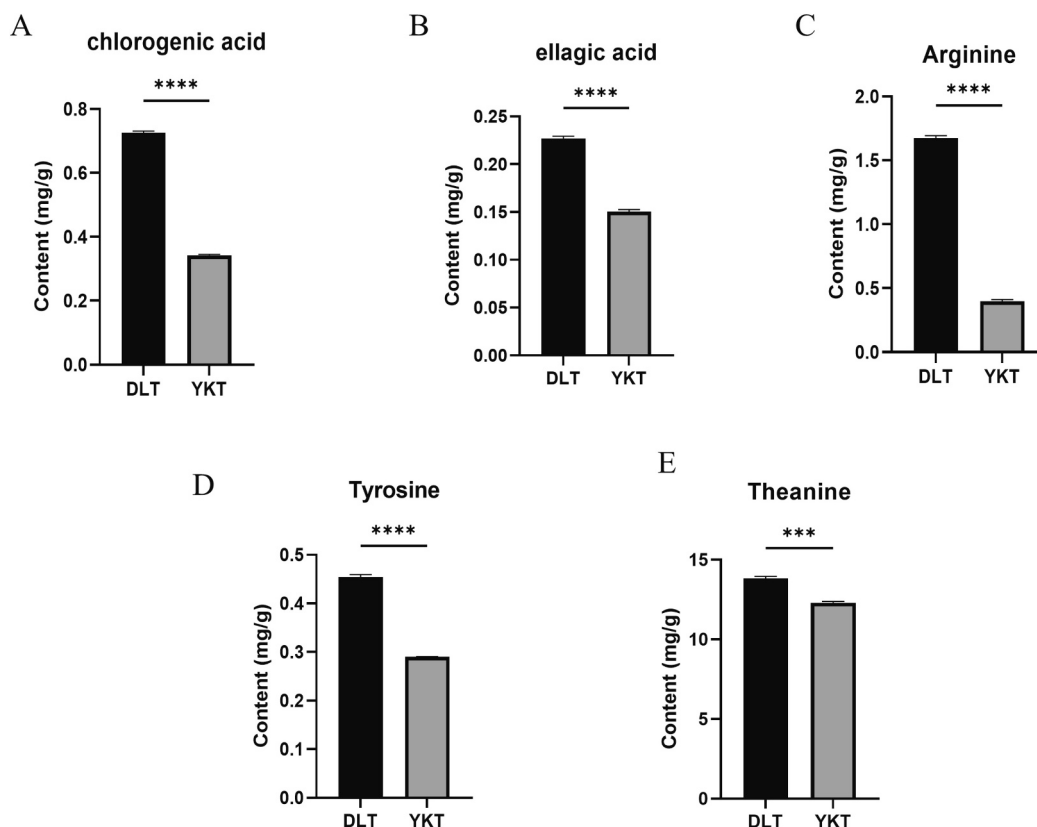 A
chlorogenic acid
****
Content (mg/g)
0.8
0.6
0.4
0.2
0.0
DLT YKT
B
ellagic acid
****
Content (mg/g)
0.25
0.20
0.15
0.10
0.05
0.00
DLT YKT
C
Arginine
****
Content (mg/g)
2.0
1.5
1.0
0.5
0.0
DLT YKT
D
Tyrosine
****
Content (mg/g)
0.5
0.4
0.3
0.2
0.1
0.0
DLT YKT
E
Theanine
***
Content (mg/g)
15
10
5
0
DLT YKT